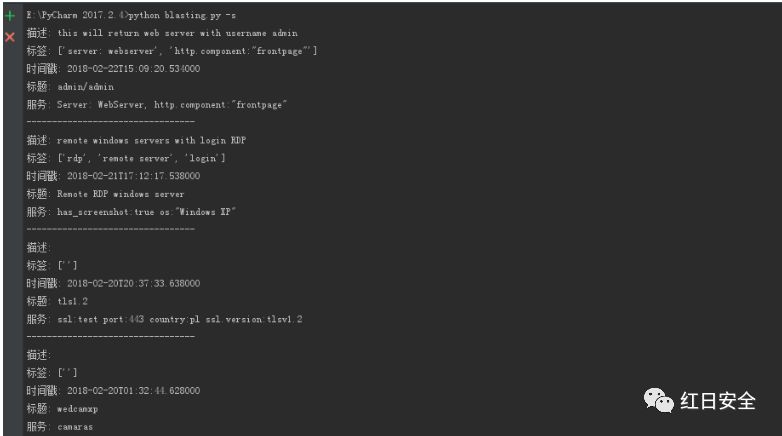 E:\PyCharm 2017.2.4>python blasting.py -s
描述: this will return web server with username admin
标签: ['server: webserver', 'http.component:"frontpage"']
时间戳: 2018-02-22T15:09:20.534000
标题: admin/admin
服务: Server: WebServer, http.component:"frontpage"
---------------------------------
描述: remote windows servers with login RDP
标签: ['rdp', 'remote server', 'login']
时间戳: 2018-02-21T17:12:17.538000
标题: Remote RDP windows server
服务: has_screenshot:true os:"Windows XP"
---------------------------------
描述:
标签: ['']
时间戳: 2018-02-20T20:37:33.638000
标题: tls1.2
服务: ssl:test port:443 country:pl ssl.version:tlsv1.2
---------------------------------
描述:
标签: ['']
时间戳: 2018-02-20T01:32:44.628000
标题: wedcamxp
服务: camaras
红日安全